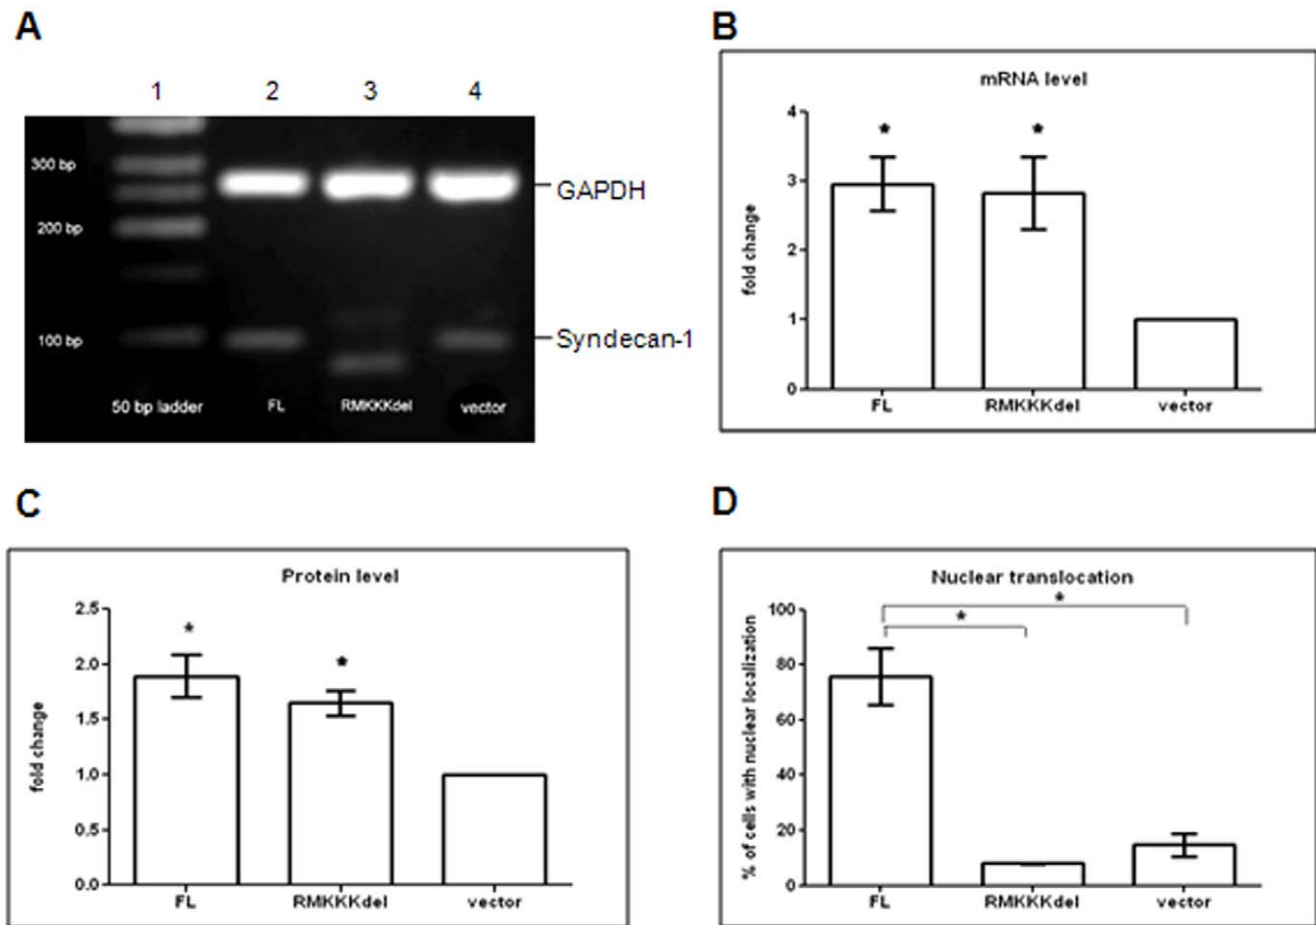 A
1 2 3 4
300 bp
200 bp
100 bp
GAPDH
Syndecan-1
50 bp ladder FL RMKKKdel vector
B
mRNA level
* *
fold change
4
3
2
1
0
FL RMKKKdel vector
C
Protein level
* *
fold change
2.5
2.0
1.5
1.0
0.5
0.0
FL RMKKKdel vector
D
Nuclear translocation
*
*
% of cells with nuclear localization
100
80
60
40
20
0
FL RMKKKdel vector